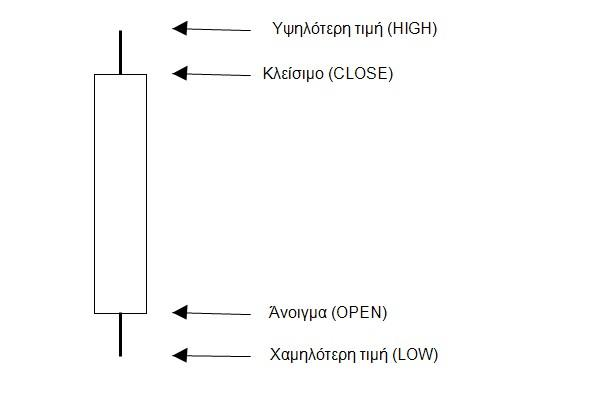 Υψηλότερη τιμή (HIGH)
Κλείσιμο (CLOSE)
Άνοιγμα (OPEN)
Χαμηλότερη τιμή (LOW)